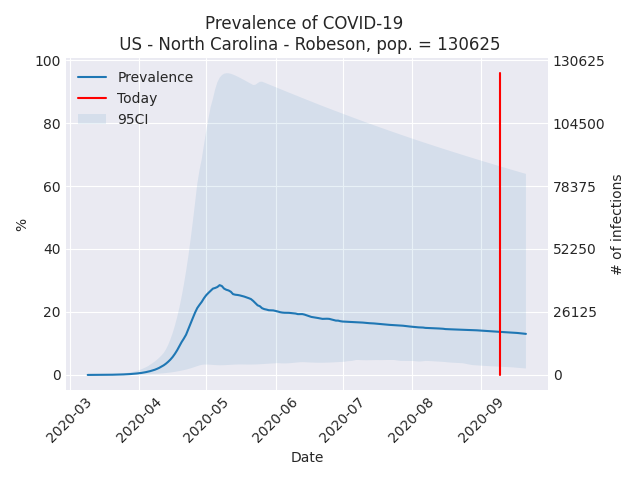 Prevalence of COVID-19
US - North Carolina - Robeson, pop. = 130625
Prevalence
Today
95CI
100
80
60
40
20
0
%
130625
104500
78375
52250
26125
0
# of infections
2020-03
2020-04
2020-05
2020-06
2020-07
2020-08
2020-09
Date